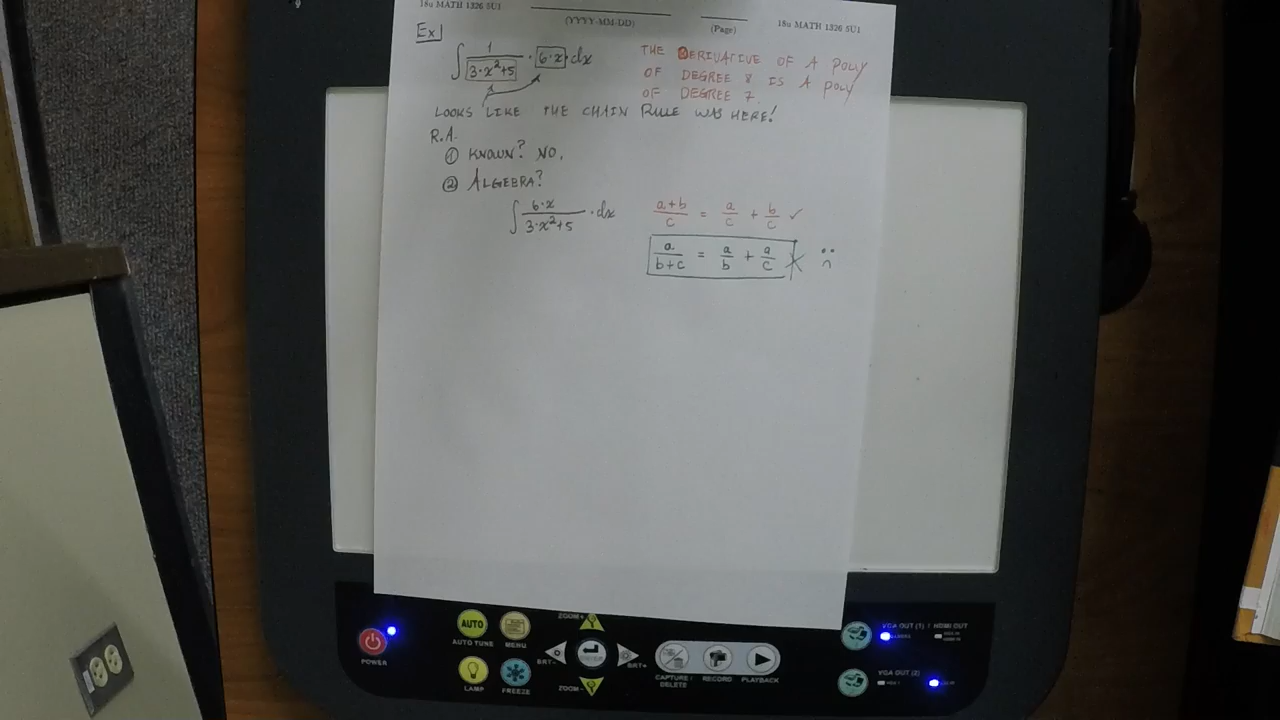 18u MATH 1326 5U1
(YYYY-MM-DD)
(Page)
18u MATH 1326 5U1
Ex
∫ 1/(3·x²+5) · 6·x · dx
THE DERIVATIVE OF A POLY
OF DEGREE 8 IS A POLY
OF DEGREE 7.
LOOKS LIKE THE CHAIN RULE WAS HERE!
R.A.
① KNOWN? NO.
② ALGEBRA?
∫ 6·x/(3·x²+5) · dx
(a+b)/c = a/c + b/c ✓
a/(b+c) = a/b + a/c ✗
POWER
AUTO
AUTO TUNE
MENU
LAMP
FREEZE
ZOOM+
BRT-
BRT+
ZOOM-
CAPTURE /
DELETE
RECORD
PLAYBACK
VGA OUT (1) / HDMI OUT
VGA OUT (2)